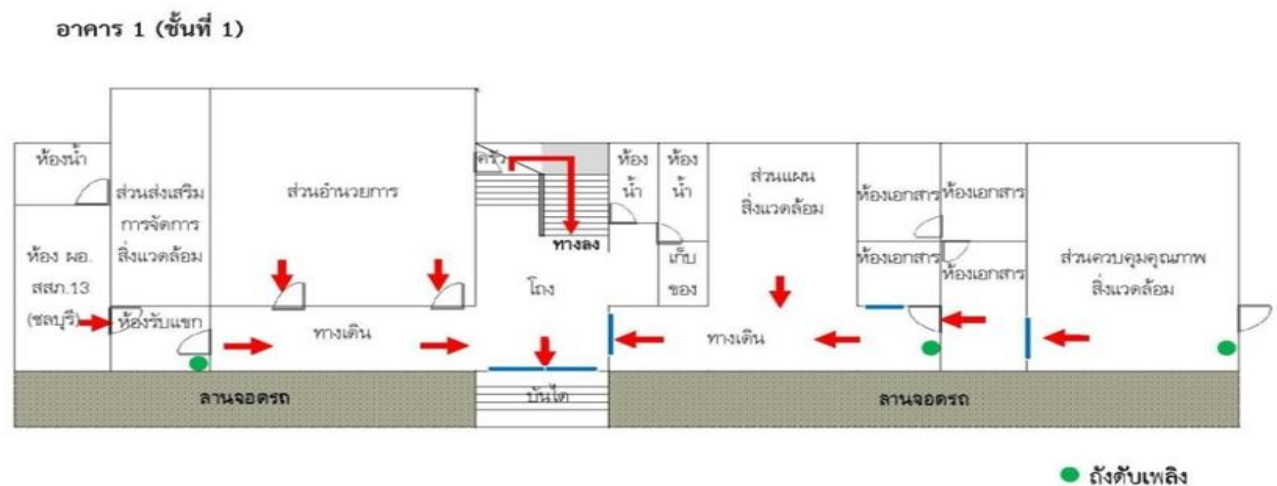 อาคาร 1 (ชั้นที่ 1)
ห้องน้ำ
ส่วนส่งเสริม
การจัดการ
สิ่งแวดล้อม
ส่วนอำนวยการ
ครัว
ทางลง
ห้อง
น้ำ
ห้อง
น้ำ
ส่วนแผน
สิ่งแวดล้อม
ห้องเอกสาร
ห้องเอกสาร
ห้อง ผอ.
สสภ.13
(ชลบุรี)
ห้องรับแขก
ทางเดิน
โถง
เก็บ
ของ
ทางเดิน
ห้องเอกสาร
ห้องเอกสาร
ส่วนควบคุมคุณภาพ
สิ่งแวดล้อม
ลานจอดรถ
บันได
ลานจอดรถ
ถังดับเพลิง